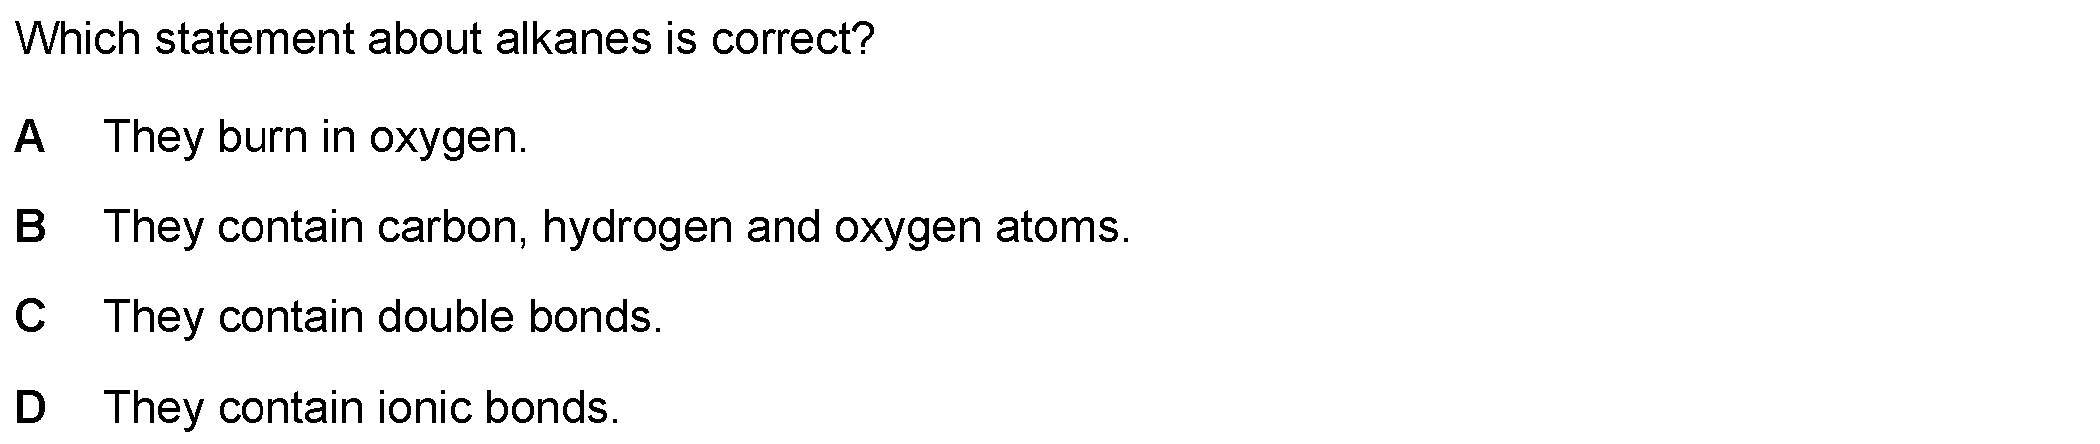 Which statement about alkanes is correct?
A They burn in oxygen.
B They contain carbon, hydrogen and oxygen atoms.
C They contain double bonds.
D They contain ionic bonds.